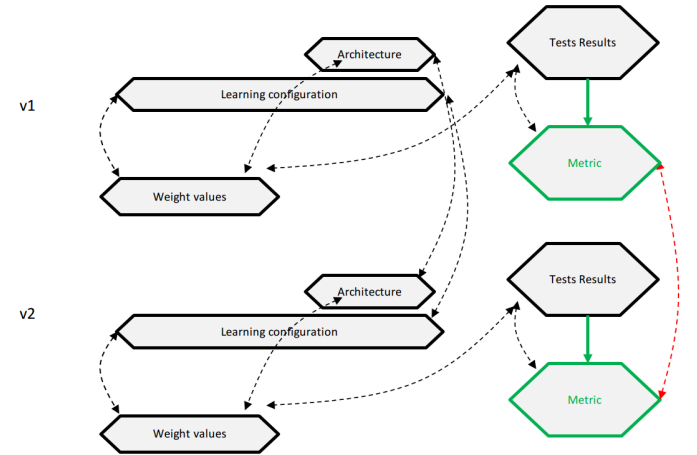 Architecture
Tests Results
Learning configuration
v1
Metric
Weight values
Architecture
Tests Results
v2
Learning configuration
Metric
Weight values